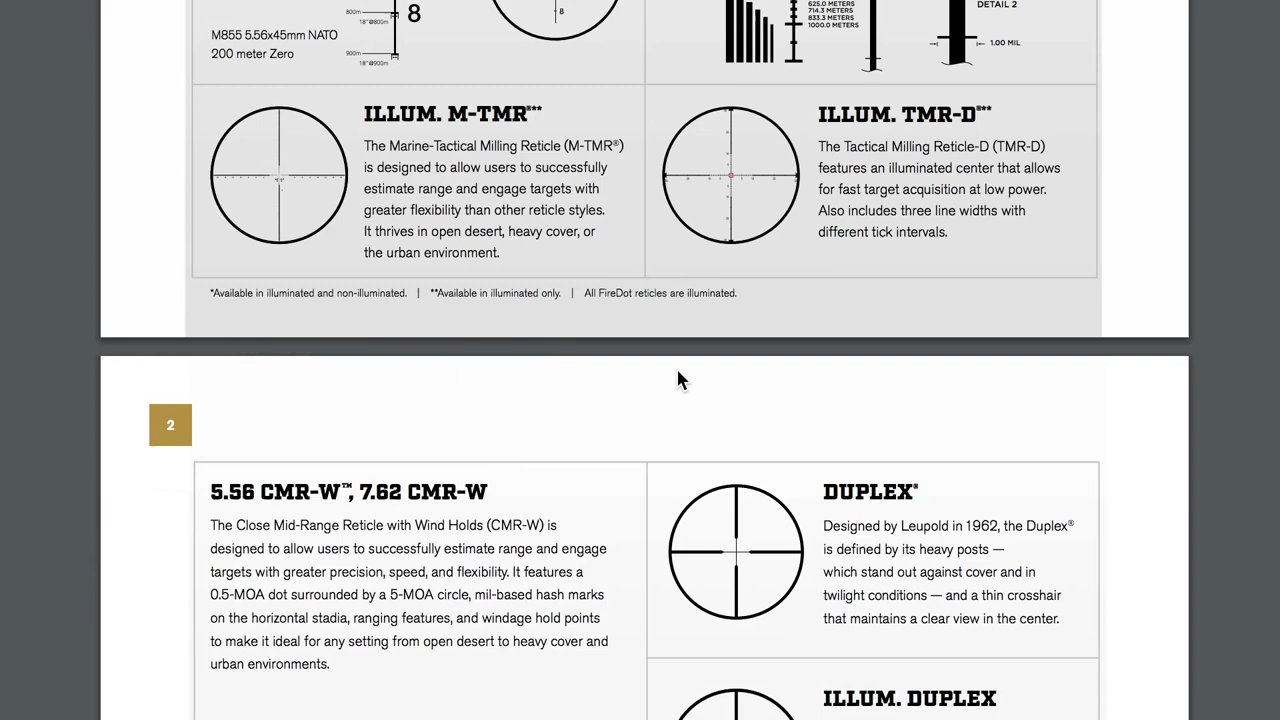 800m
18"@800m
8
M855 5.56x45mm NATO
200 meter Zero
900m
18"@900m
8
625.0 METERS
714.3 METERS
833.3 METERS
1000.0 METERS
DETAIL 2
1.00 MIL
ILLUM. M-TMR®**
The Marine-Tactical Milling Reticle (M-TMR®)
is designed to allow users to successfully
estimate range and engage targets with
greater flexibility than other reticle styles.
It thrives in open desert, heavy cover, or
the urban environment.
ILLUM. TMR-D®**
The Tactical Milling Reticle-D (TMR-D)
features an illuminated center that allows
for fast target acquisition at low power.
Also includes three line widths with
different tick intervals.
*Available in illuminated and non-illuminated. | **Available in illuminated only. | All FireDot reticles are illuminated.
2
5.56 CMR-W™, 7.62 CMR-W
The Close Mid-Range Reticle with Wind Holds (CMR-W) is
designed to allow users to successfully estimate range and engage
targets with greater precision, speed, and flexibility. It features a
0.5-MOA dot surrounded by a 5-MOA circle, mil-based hash marks
on the horizontal stadia, ranging features, and windage hold points
to make it ideal for any setting from open desert to heavy cover and
urban environments.
DUPLEX®
Designed by Leupold in 1962, the Duplex®
is defined by its heavy posts —
which stand out against cover and in
twilight conditions — and a thin crosshair
that maintains a clear view in the center.
ILLUM. DUPLEX